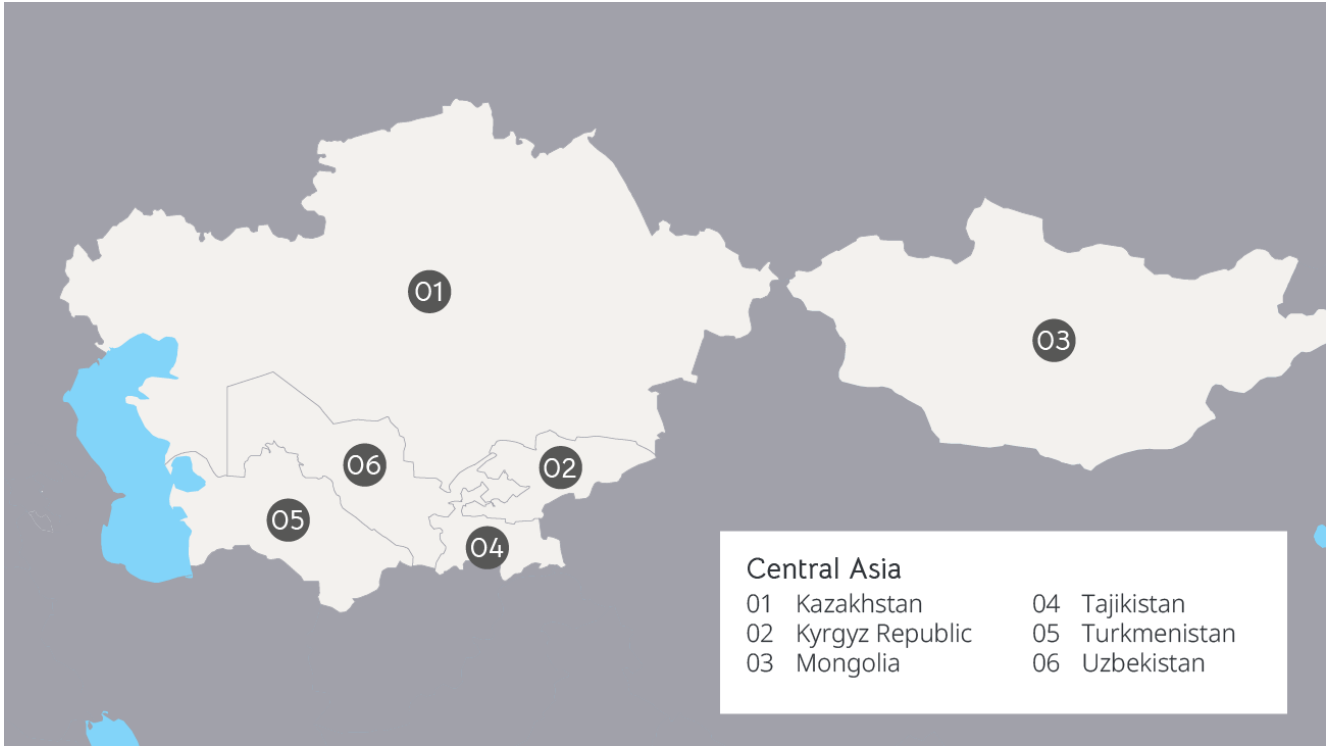 01
03
06
02
05
04
Central Asia
01 Kazakhstan
02 Kyrgyz Republic
03 Mongolia
04 Tajikistan
05 Turkmenistan
06 Uzbekistan